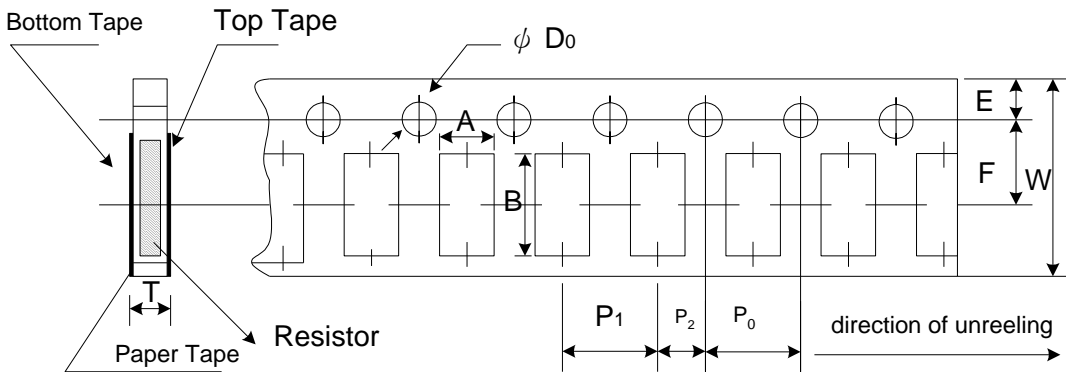 Bottom Tape
Top Tape
ψ D0
E
A
F
W
B
T
P1
P2
P0
Resistor
direction of unreeling
Paper Tape